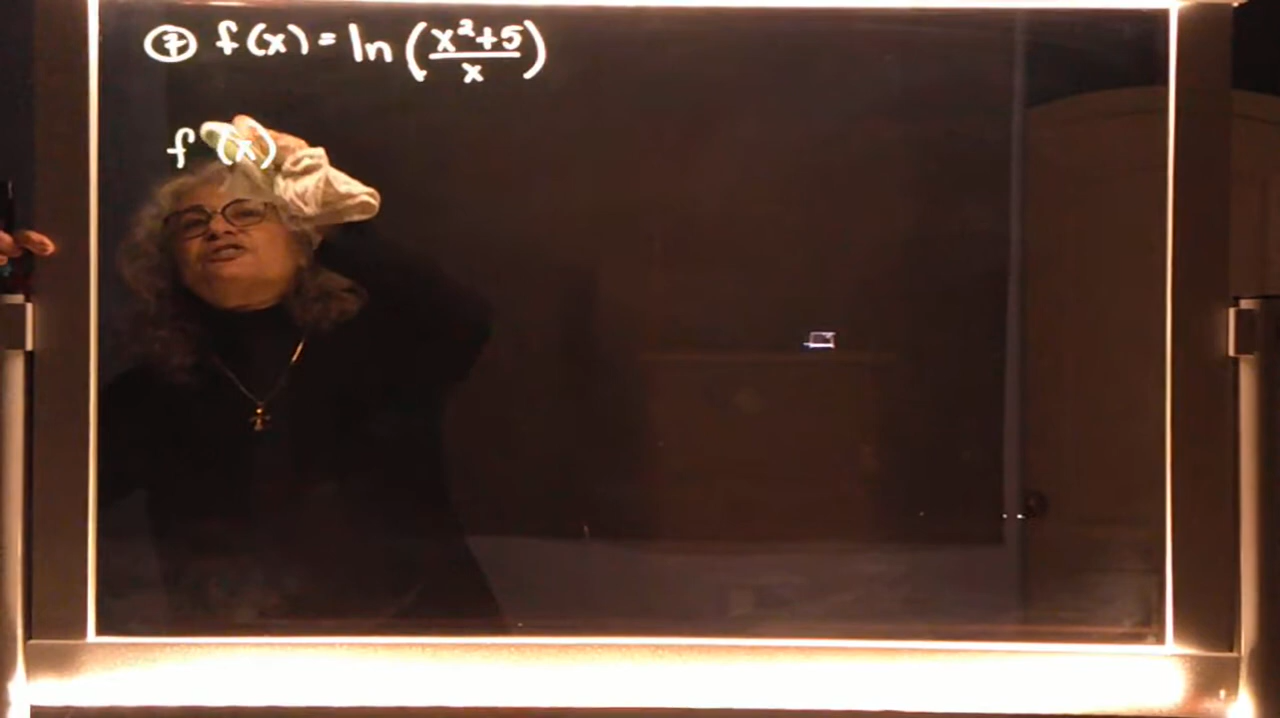 ⑦ f(x) = ln((x²+5)/x)
f (x)